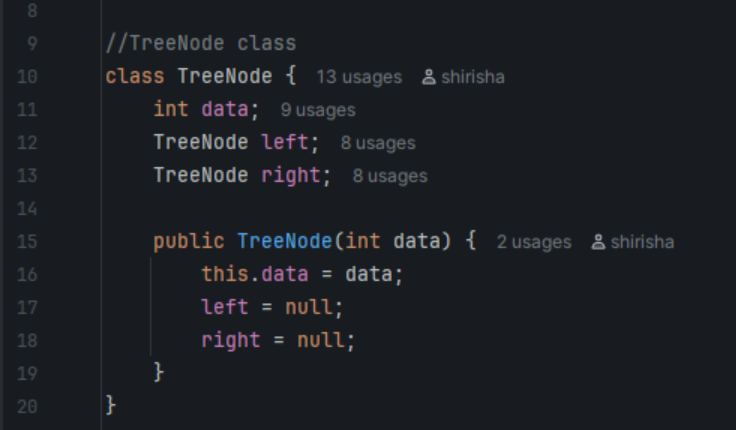 8
9 //TreeNode class
10 class TreeNode { 13 usages shirisha
11 int data; 9 usages
12 TreeNode left; 8 usages
13 TreeNode right; 8 usages
14
15 public TreeNode(int data) { 2 usages shirisha
16 this.data = data;
17 left = null;
18 right = null;
19 }
20 }